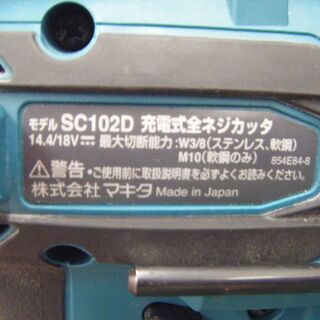 モデル SC102D 充電式全ネジカッタ
14.4/18V⎓ 最大切断能力:W3/8(ステンレス、軟鋼)
M10(軟鋼のみ) 854E84-8
⚠警告・ご使用前に取扱説明書を必ずよくお読みください。
株式会社マキタ Made in Japan